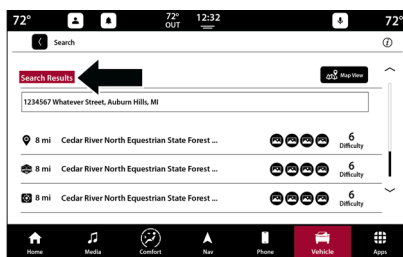 72° 72° OUT 12:32 72°
Search
Search Results
Map View
1234567 Whatever Street, Auburn Hills, MI
8 mi Cedar River North Equestrian State Forest ... 6 Difficulty
8 mi Cedar River North Equestrian State Forest ... 6 Difficulty
8 mi Cedar River North Equestrian State Forest ... 6 Difficulty
Home Media Comfort Nav Phone Vehicle Apps